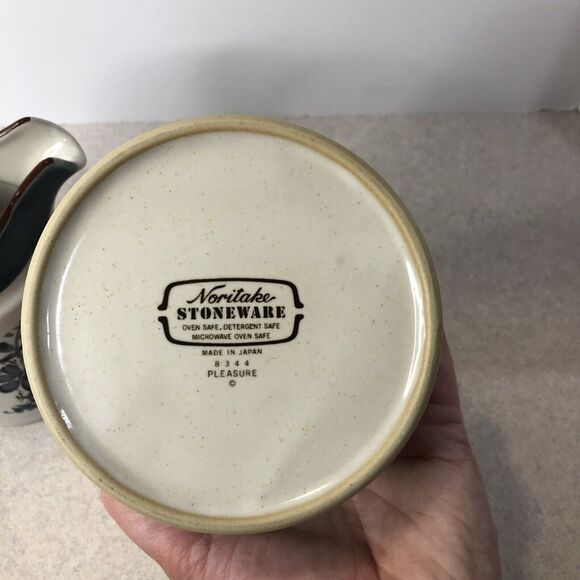 Noritake
STONEWARE
OVEN SAFE, DETERGENT SAFE
MICROWAVE OVEN SAFE
MADE IN JAPAN
8344
PLEASURE
©